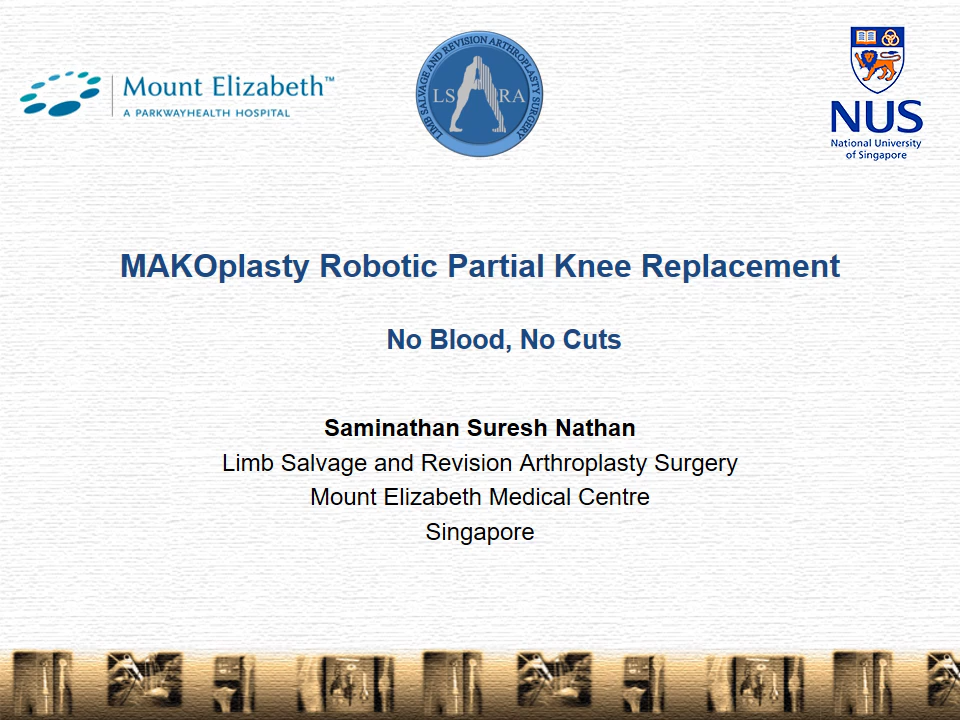 Mount Elizabeth™
A PARKWAYHEALTH HOSPITAL
LIMB SALVAGE AND REVISION ARTHROPLASTY SURGERY
LS RA
NUS
National University
of Singapore
MAKOplasty Robotic Partial Knee Replacement
No Blood, No Cuts
Saminathan Suresh Nathan
Limb Salvage and Revision Arthroplasty Surgery
Mount Elizabeth Medical Centre
Singapore